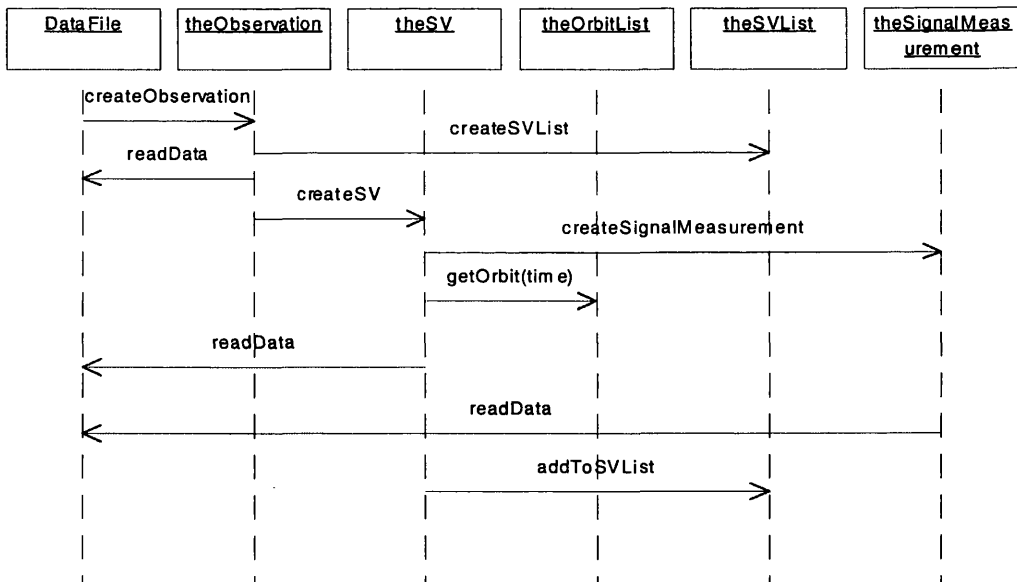 DataFile
theObservation
theSV
theOrbitList
theSVList
theSignalMeas
urement
createObservation
createSVList
readData
createSV
createSignalMeasurement
getOrbit(time)
readData
readData
addToSVList